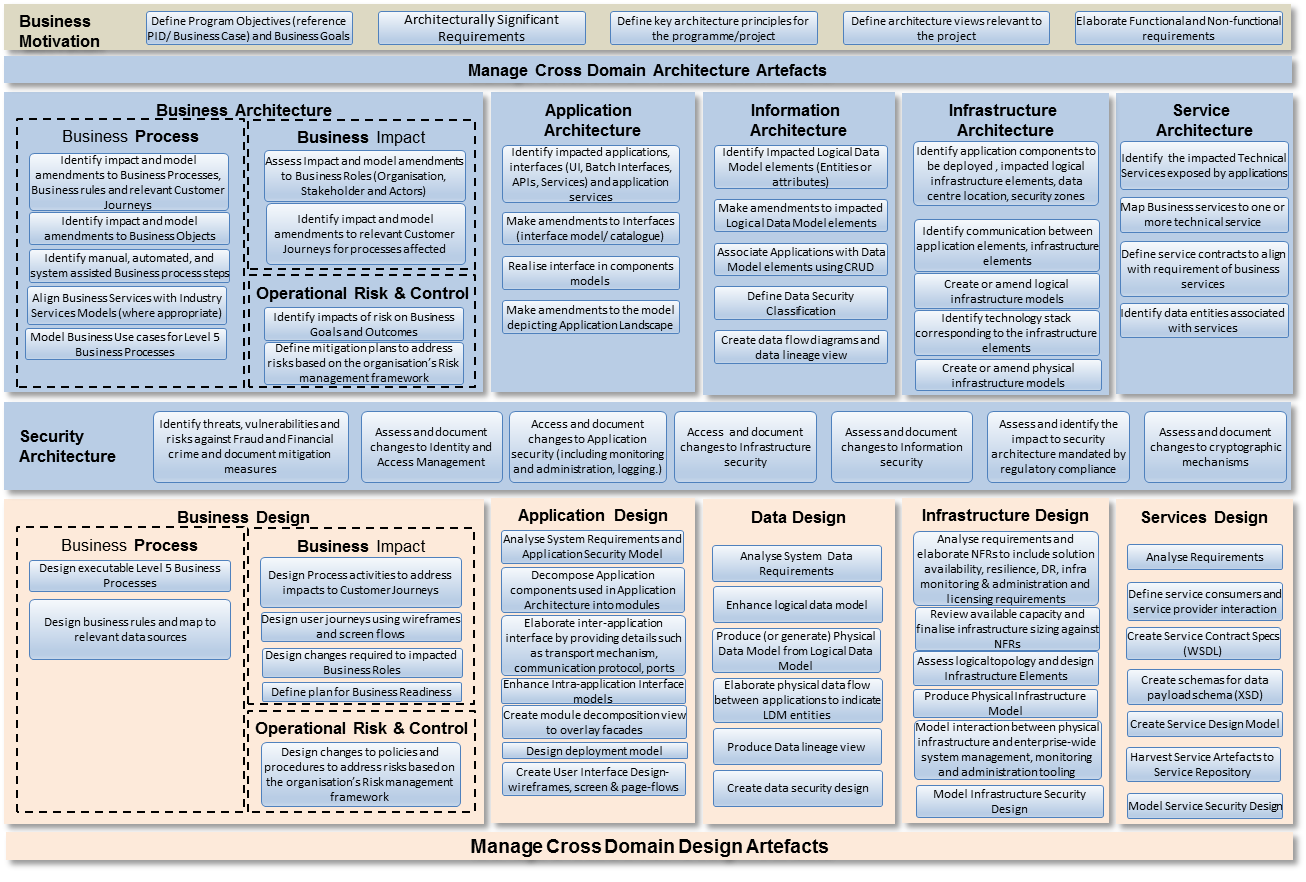 Business
Motivation
Define Program Objectives (reference
PID/ Business Case) and Business Goals
Architecturally Significant
Requirements
Define key architecture principles for
the programme/project
Define architecture views relevant to
the project
Elaborate Functional and Non-functional
requirements
Manage Cross Domain Architecture Artefacts
Business Architecture
Business Process
Identify impact and model
amendments to Business Processes,
Business rules and relevant Customer
Journeys
Identify impact and model
amendments to Business Objects
Identify manual, automated, and
system assisted Business process steps
Align Business Services with Industry
Services Models (where appropriate)
Model Business Use cases for Level 5
Business Processes
Business Impact
Assess Impact and model amendments
to Business Roles (Organisation,
Stakeholder and Actors)
Identify impact and model
amendments to relevant Customer
Journeys for processes affected
Operational Risk & Control
Identify impacts of risk on Business
Goals and Outcomes
Define mitigation plans to address
risks based on the organisation's Risk
management framework
Application
Architecture
Identify impacted applications,
interfaces (UI, Batch Interfaces,
APIs, Services) and application
services
Make amendments to Interfaces
(interface model/ catalogue)
Realise interface in components
models
Make amendments to the model
depicting Application Landscape
Information
Architecture
Identify Impacted Logical Data
Model elements (Entities or
attributes)
Make amendments to impacted
Logical Data Model elements
Associate Applications with Data
Model elements using CRUD
Define Data Security
Classification
Create data flow diagrams and
data lineage view
Infrastructure
Architecture
Identify application components to
be deployed , impacted logical
infrastructure elements, data
centre location, security zones
Identify communication between
application elements, infrastructure
elements
Create or amend logical
infrastructure models
Identify technology stack
corresponding to the infrastructure
elements
Create or amend physical
infrastructure models
Service
Architecture
Identify the impacted Technical
Services exposed by applications
Map Business services to one or
more technical service
Define service contracts to align
with requirement of business
services
Identify data entities associated
with services
Security
Architecture
Identify threats, vulnerabilities and
risks against Fraud and Financial
crime and document mitigation
measures
Assess and document
changes to Identity and
Access Management
Access and document
changes to Application
security (including monitoring
and administration, logging.)
Access and document
changes to Infrastructure
security
Assess and document
changes to Information
security
Assess and identify the
impact to security
architecture mandated by
regulatory compliance
Assess and document
changes to cryptographic
mechanisms
Business Design
Business Process
Design executable Level 5 Business
Processes
Design business rules and map to
relevant data sources
Business Impact
Design Process activities to address
impacts to Customer Journeys
Design user journeys using wireframes
and screen flows
Design changes required to impacted
Business Roles
Define plan for Business Readiness
Operational Risk & Control
Design changes to policies and
procedures to address risks based on
the organisation's Risk management
framework
Application Design
Analyse System Requirements and
Application Security Model
Decompose Application
components used in Application
Architecture into modules
Elaborate inter-application
interface by providing details such
as transport mechanism,
communication protocol, ports
Enhance Intra-application Interface
models
Create module decomposition view
to overlay facades
Design deployment model
Create User Interface Design-
wireframes, screen & page-flows
Data Design
Analyse System Data
Requirements
Enhance logical data model
Produce (or generate) Physical
Data Model from Logical Data
Model
Elaborate physical data flow
between applications to indicate
LDM entities
Produce Data lineage view
Create data security design
Infrastructure Design
Analyse requirements and
elaborate NFRs to include solution
availability, resilience, DR, infra
monitoring & administration and
licensing requirements
Review available capacity and
finalise infrastructure sizing against
NFRs
Assess logical topology and design
Infrastructure Elements
Produce Physical Infrastructure
Model
Model interaction between physical
infrastructure and enterprise-wide
system management, monitoring
and administration tooling
Model Infrastructure Security
Design
Services Design
Analyse Requirements
Define service consumers and
service provider interaction
Create Service Contract Specs
(WSDL)
Create schemas for data
payload schema (XSD)
Create Service Design Model
Harvest Service Artefacts to
Service Repository
Model Service Security Design
Manage Cross Domain Design Artefacts